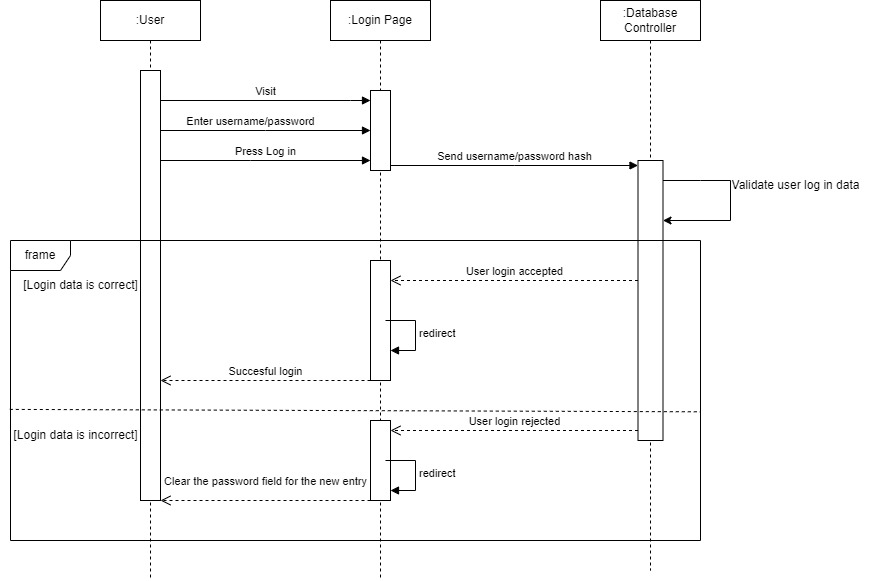 :User
:Login Page
:Database
Controller
Visit
Enter username/password
Press Log in
Send username/password hash
Validate user log in data
frame
[Login data is correct]
User login accepted
redirect
Succesful login
[Login data is incorrect]
User login rejected
redirect
Clear the password field for the new entry